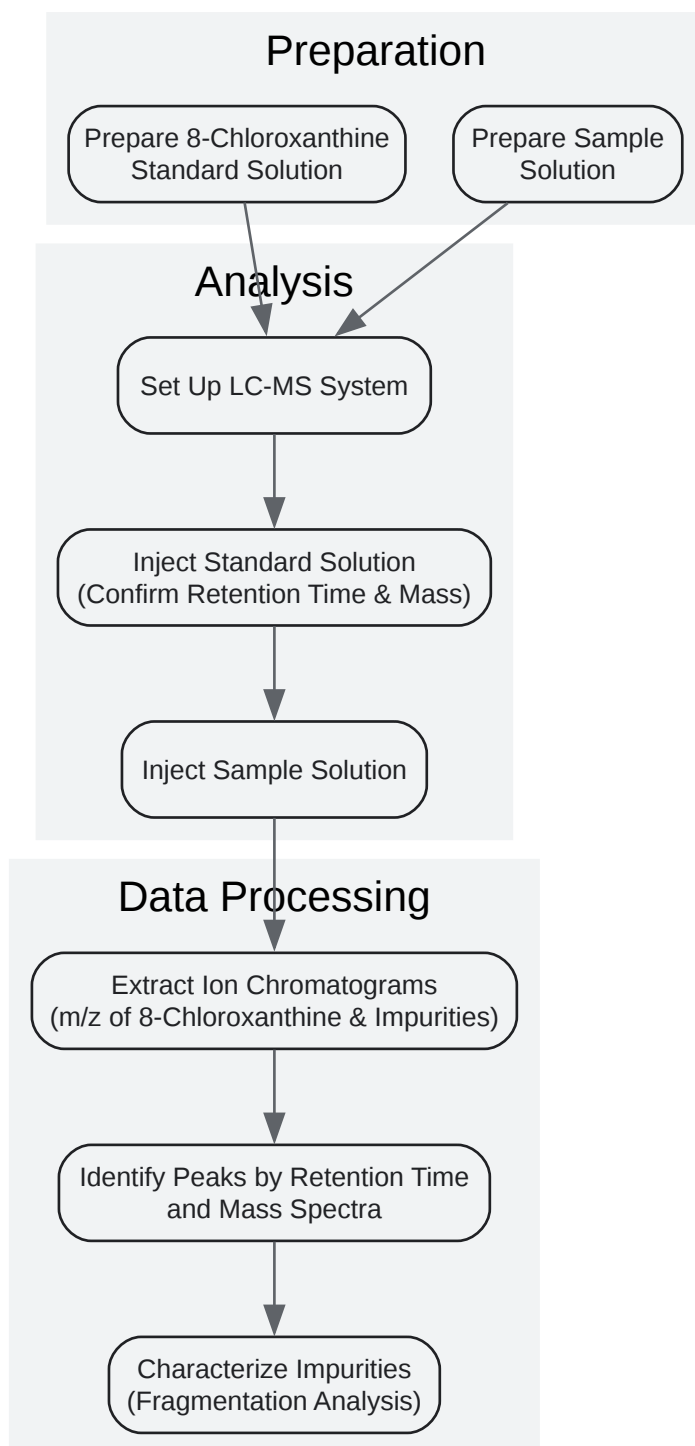 Preparation
Prepare 8-Chloroxanthine
Standard Solution
Prepare Sample
Solution
Analysis
Set Up LC-MS System
Inject Standard Solution
(Confirm Retention Time & Mass)
Inject Sample Solution
Data Processing
Extract Ion Chromatograms
(m/z of 8-Chloroxanthine & Impurities)
Identify Peaks by Retention Time
and Mass Spectra
Characterize Impurities
(Fragmentation Analysis)